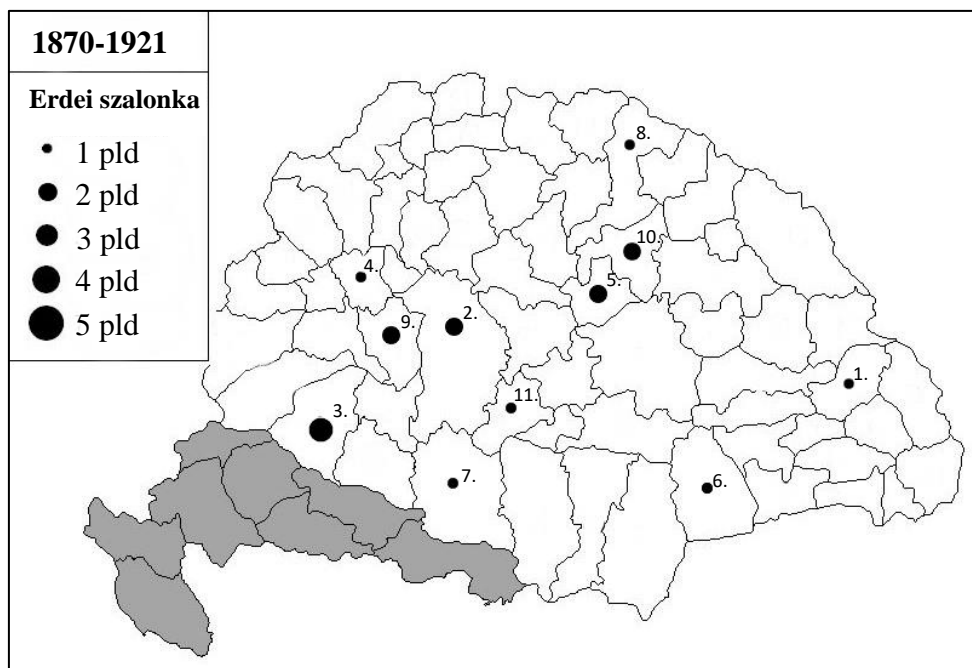 1870-1921
Erdei szalonka
1 pld
2 pld
3 pld
4 pld
5 pld
8.
10.
4.
5.
2.
9.
1.
11.
3.
7.
6.